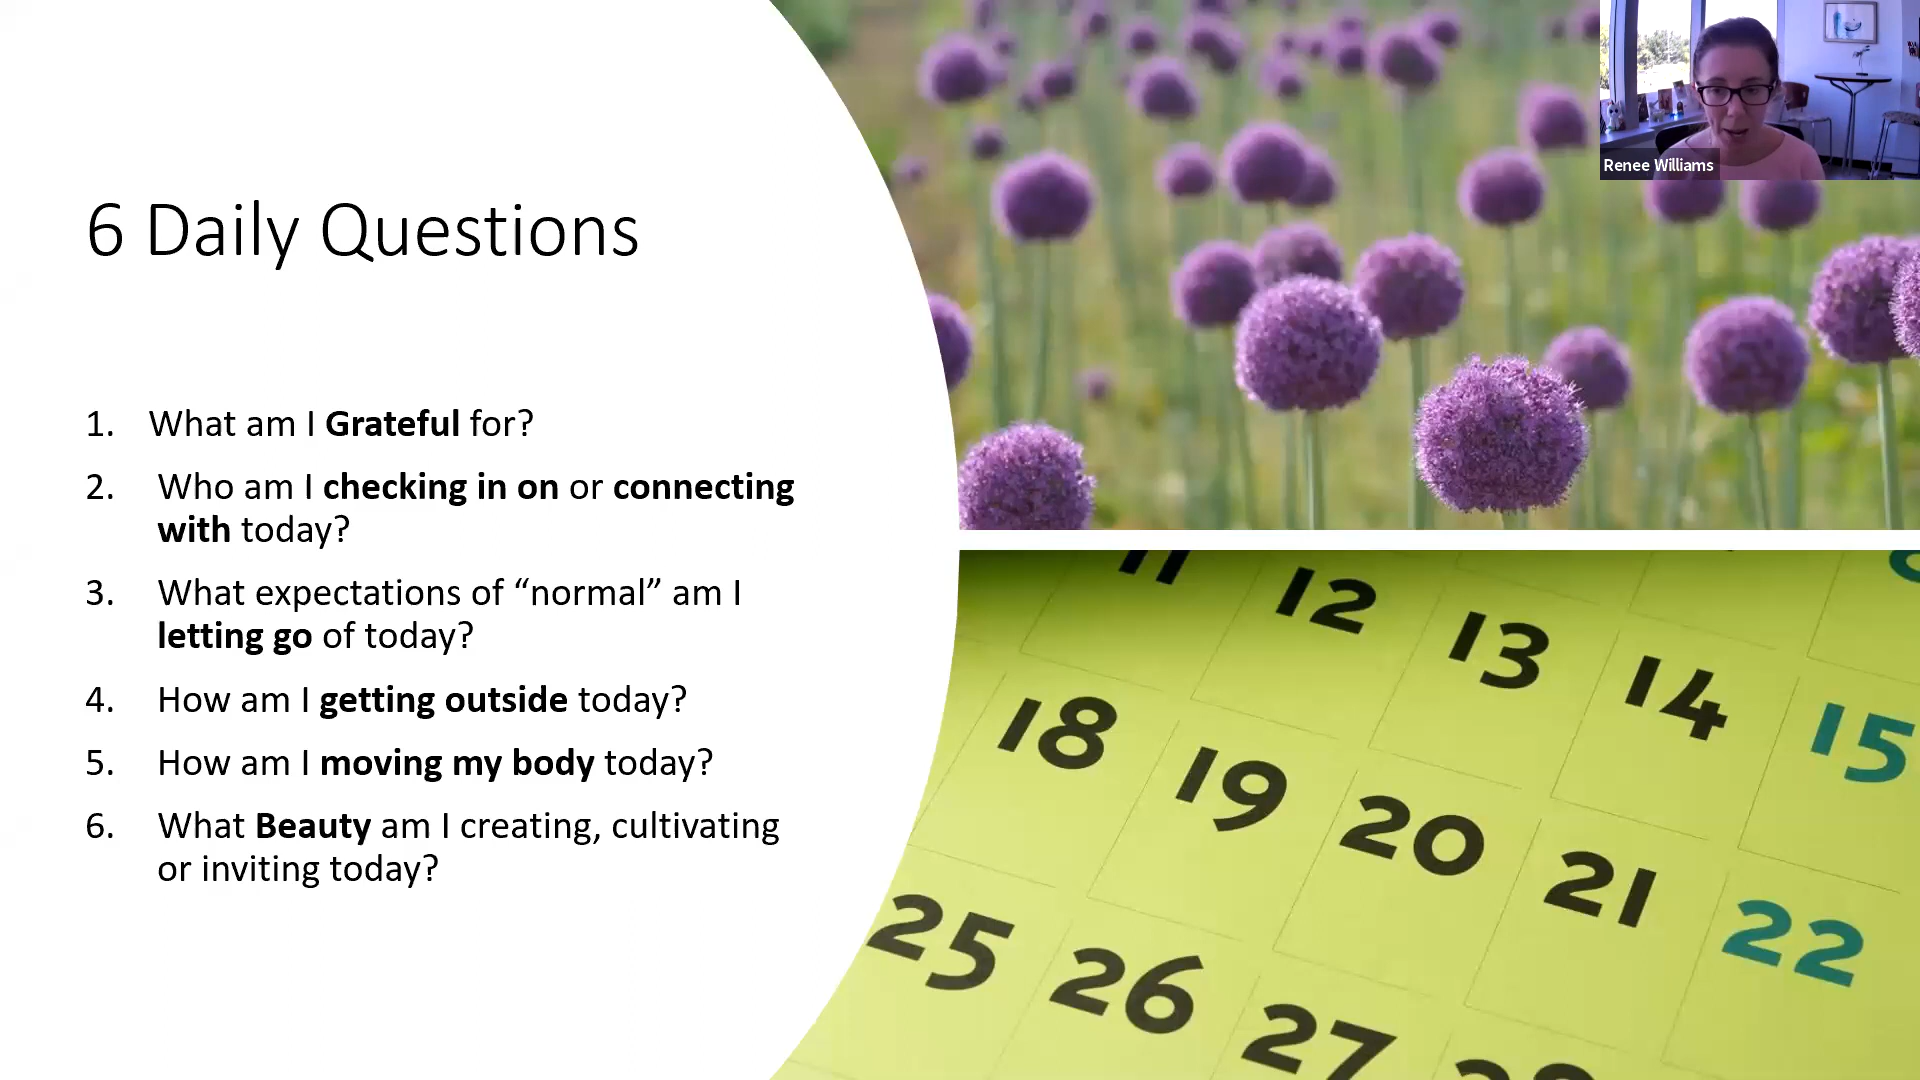 Renee Williams
6 Daily Questions
1. What am I Grateful for?
2. Who am I checking in on or connecting
with today?
3. What expectations of “normal” am I
letting go of today?
4. How am I getting outside today?
5. How am I moving my body today?
6. What Beauty am I creating, cultivating
or inviting today?
11 12 13 14 15
18 19 20 21 22
25 26 27